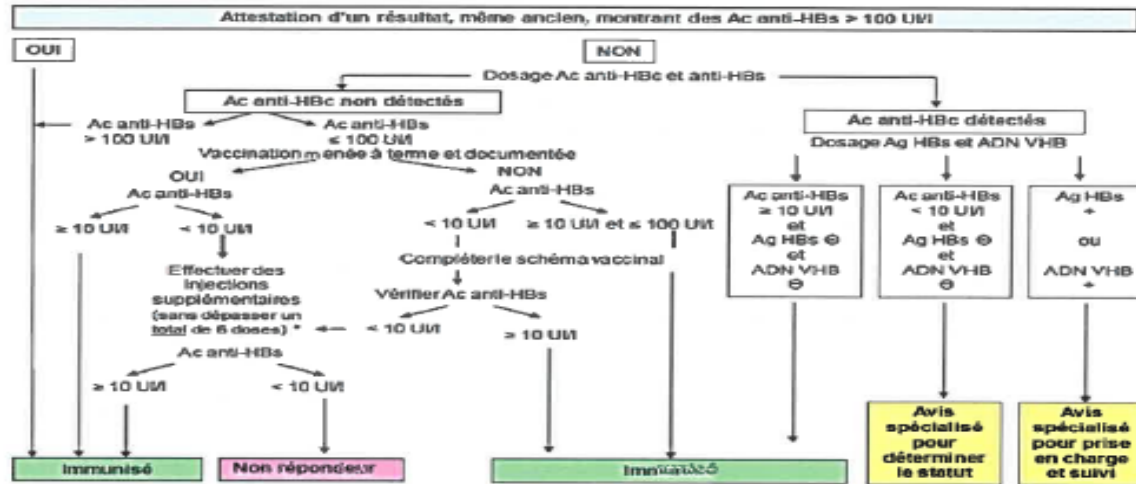 Attestation d'un résultat, même ancien, montrant des Ac anti-HBs > 100 UI/l
OUI
NON
Dosage Ac anti-HBc et anti-HBs
Ac anti-HBc non détectés
Ac anti-HBc détectés
Ac anti-HBs
> 100 UI/l
Ac anti-HBs
≤ 100 UI/l
Dosage Ag HBs et ADN VHB
Vaccination menée à terme et documentée
OUI
Ac anti-HBs
NON
Ac anti-HBs
≥ 10 UI/l
< 10 UI/l
< 10 UI/l
≥ 10 UI/l et ≤ 100 UI/l
Ac anti-HBs
≥ 10 UI/l
et
Ag HBs ⊖
et
ADN VHB
⊖
Ac anti-HBs
< 10 UI/l
et
Ag HBs ⊖
et
ADN VHB
⊖
Ag HBs
+
ou
ADN VHB
+
Effectuer des
Injections
supplémentaires
(sans dépasser un
total de 6 doses) *
Compléter le schéma vaccinal
Vérifier Ac anti-HBs
< 10 UI/l
≥ 10 UI/l
Ac anti-HBs
≥ 10 UI/l
< 10 UI/l
Immunisé
Non répondeur
Immunisé
Avis
spécialisé
pour
déterminer
le statut
Avis
spécialisé
pour prise
en charge
et suivi